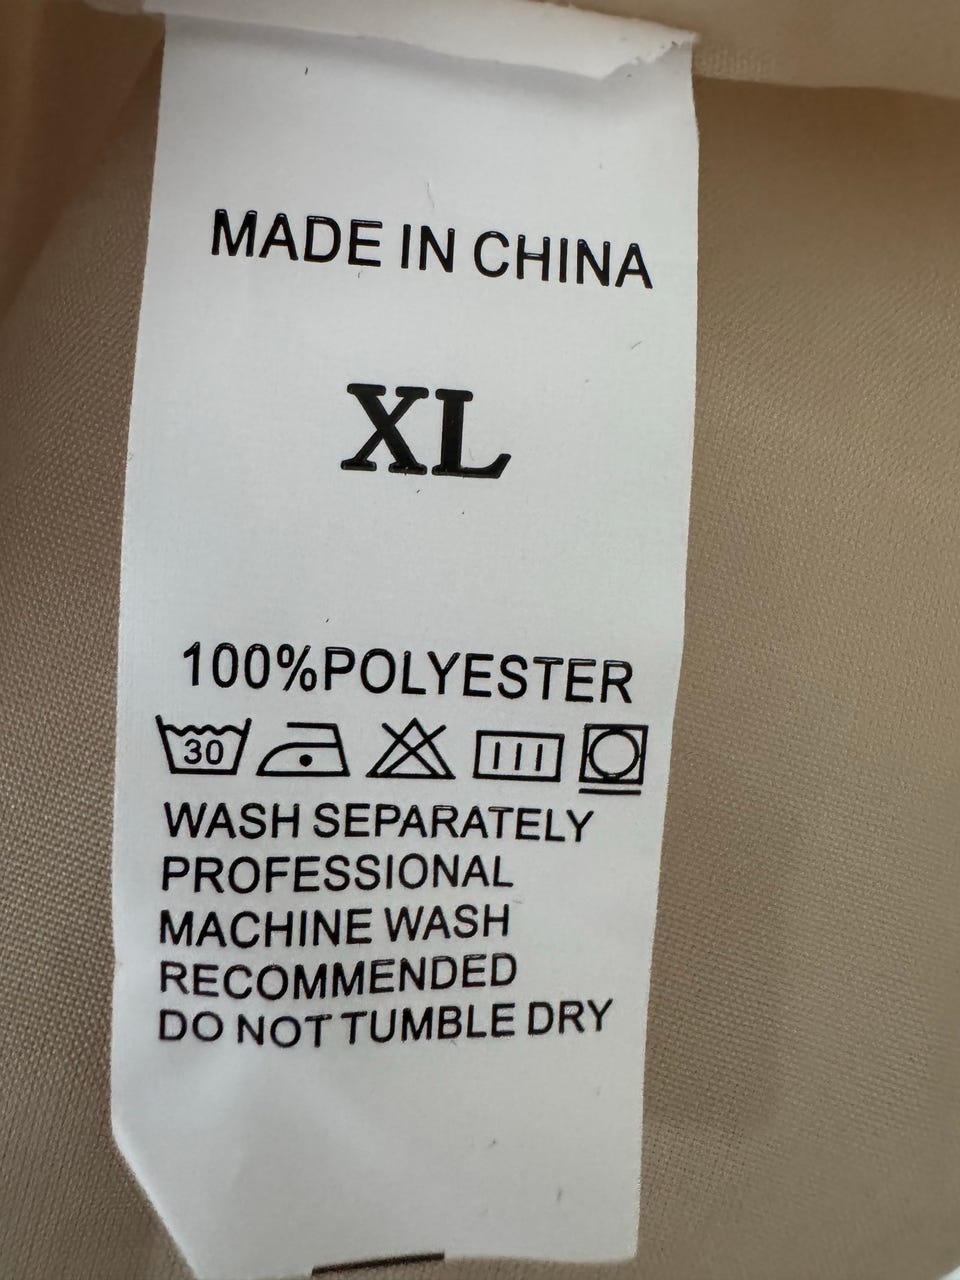 MADE IN CHINA
XL
100%POLYESTER
30
WASH SEPARATELY
PROFESSIONAL
MACHINE WASH
RECOMMENDED
DO NOT TUMBLE DRY